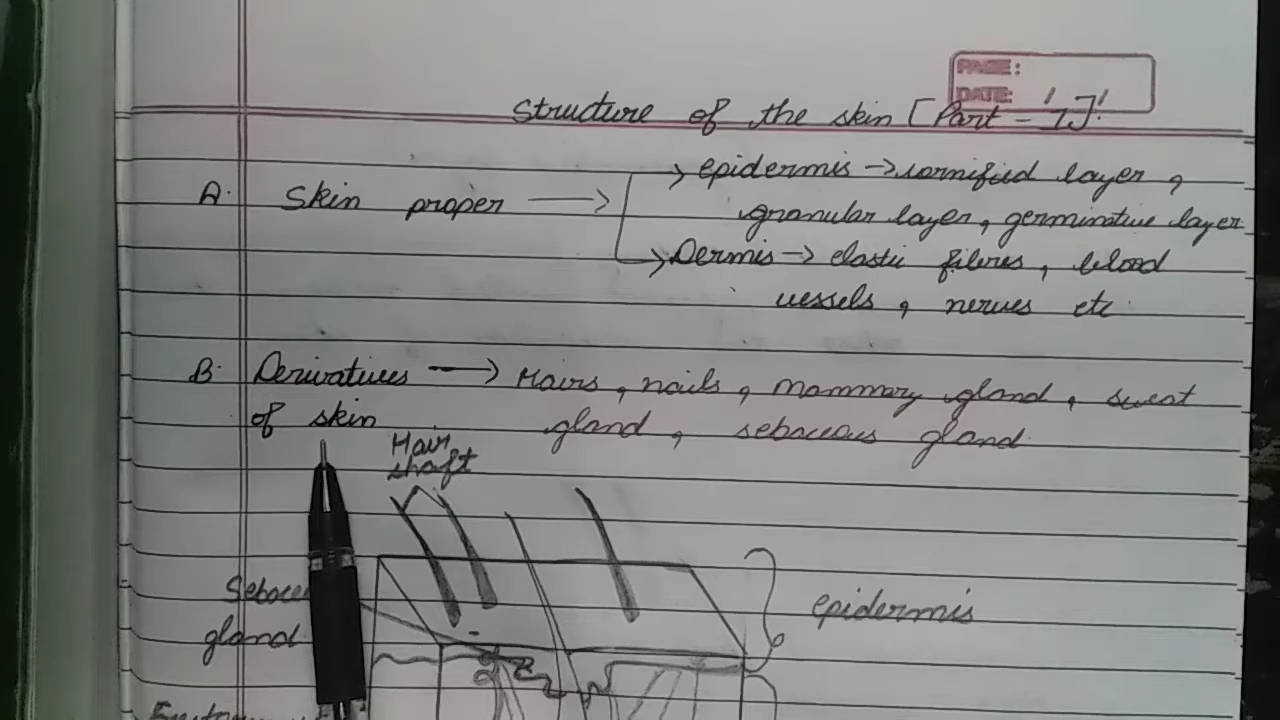 PAGE:
DATE:
Structure of the skin [Part - I]
A. Skin proper → epidermis → cornified layer,
granular layer, germinative layer
→ Dermis → elastic fibres, blood
vessels, nerves etc.
B. Derivatives → Hairs, nails, mammary gland, sweat
of skin gland, sebaceous gland
Hair
shaft
epidermis
gland